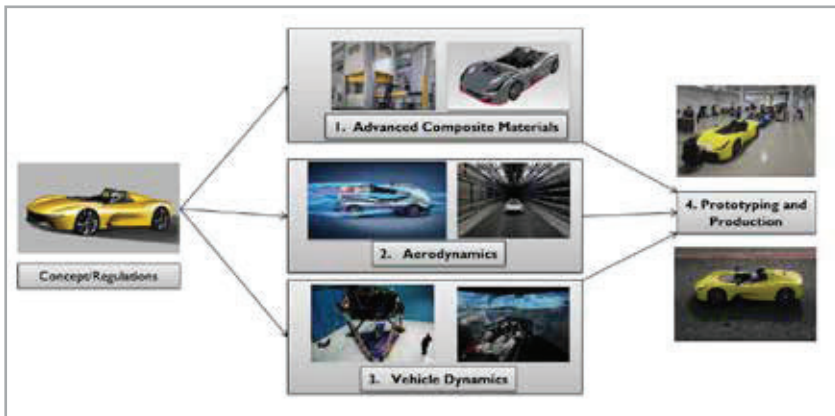 Concept/Regulations
1. Advanced Composite Materials
2. Aerodynamics
3. Vehicle Dynamics
4. Prototyping and
Production